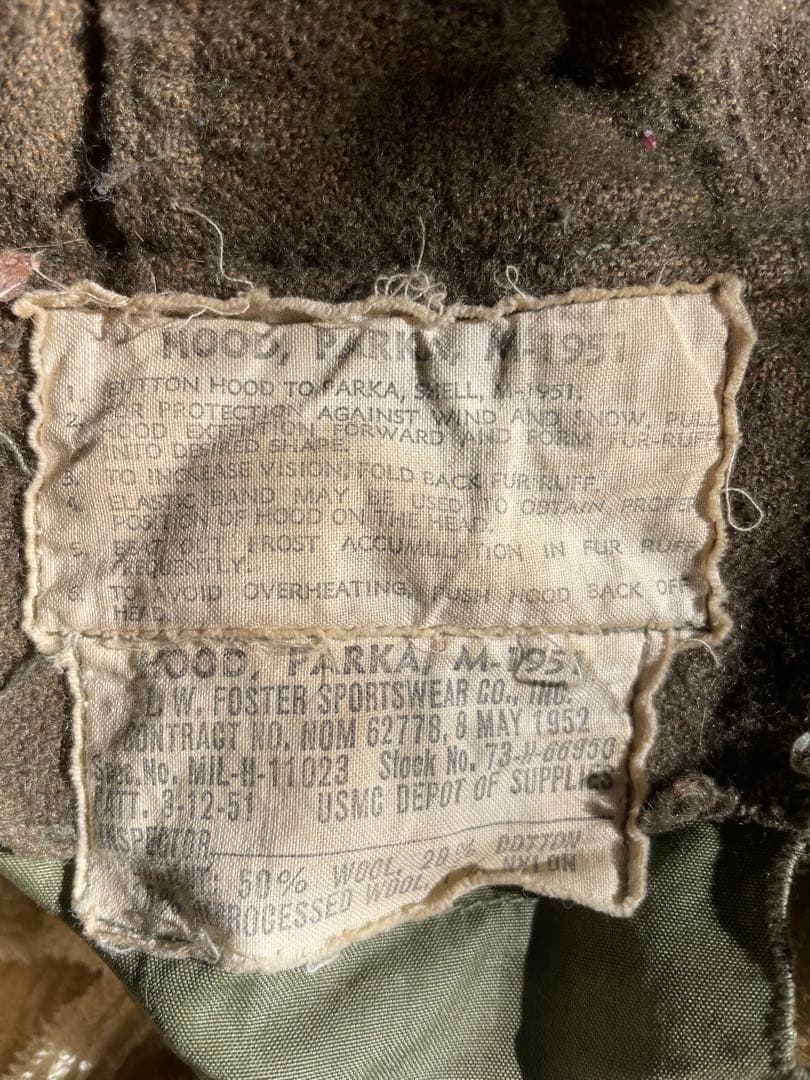 HOOD, PARKA, M-1951
1. BUTTON HOOD TO PARKA, SHELL, M-1951.
2. FOR PROTECTION AGAINST WIND AND SNOW, PULL
HOOD EXTENTION FORWARD AND FORM FUR-RUFF
INTO DESIRED SHAPE.
3. TO INCREASE VISION, FOLD BACK FUR RUFF
4. ELASTIC BAND MAY BE USED TO OBTAIN PROPER
POSITION OF HOOD ON THE HEAD.
5. BEAT OUT FROST ACCUMULATION IN FUR RUFF
FREQUENTLY.
6. TO AVOID OVERHEATING, PUSH HOOD BACK OFF
HEAD.
HOOD, PARKA, M-1951
W. FOSTER SPORTSWEAR CO., INC.
CONTRACT NO. NOM 62778, 8 MAY 1952
Spec. No. MIL-H-11023 Stock No. 73-H-66950
PATT. 3-12-51 USMC DEPOT OF SUPPLIES
INSPECTOR
50% WOOL, COTTON
REPROCESSED WOOL, NYLON